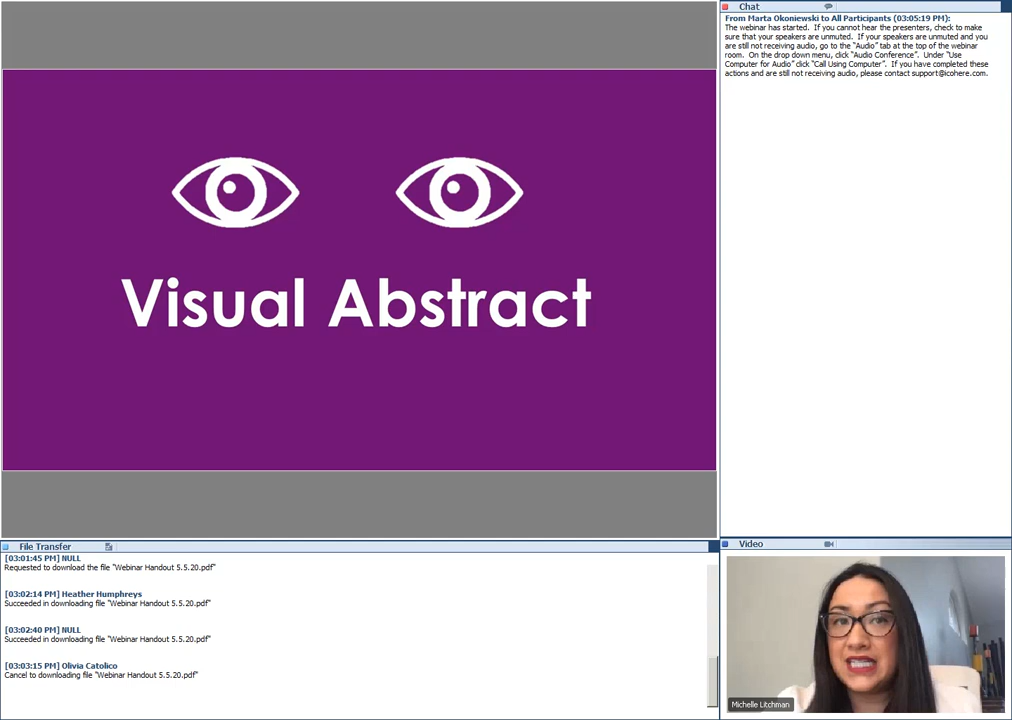 Visual Abstract
Chat
From Marta Okoniewski to All Participants (03:05:19 PM):
The webinar has started.  If you cannot hear the presenters, check to make
sure that your speakers are unmuted.  If your speakers are unmuted and you
are still not receiving audio, go to the “Audio” tab at the top of the webinar
room.  On the drop down menu, click “Audio Conference”.  Under “Use
Computer for Audio” click “Call Using Computer”.  If you have completed these
actions and are still not receiving audio, please contact support@icohere.com.
File Transfer
[03:01:45 PM] NULL
Requested to download the file "Webinar Handout 5.5.20.pdf"
[03:02:14 PM] Heather Humphreys
Succeeded in downloading file "Webinar Handout 5.5.20.pdf"
[03:02:40 PM] NULL
Succeeded in downloading file "Webinar Handout 5.5.20.pdf"
[03:03:15 PM] Olivia Catolico
Cancel to downloading file "Webinar Handout 5.5.20.pdf"
Video
Michelle Litchman